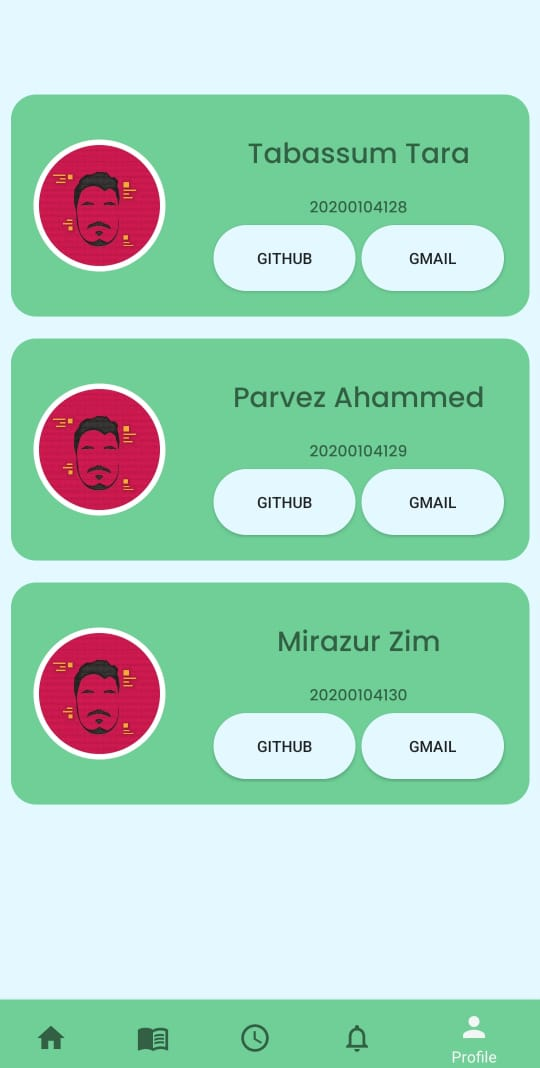 Tabassum Tara
20200104128
GITHUB GMAIL
Parvez Ahammed
20200104129
GITHUB GMAIL
Mirazur Zim
20200104130
GITHUB GMAIL
Profile